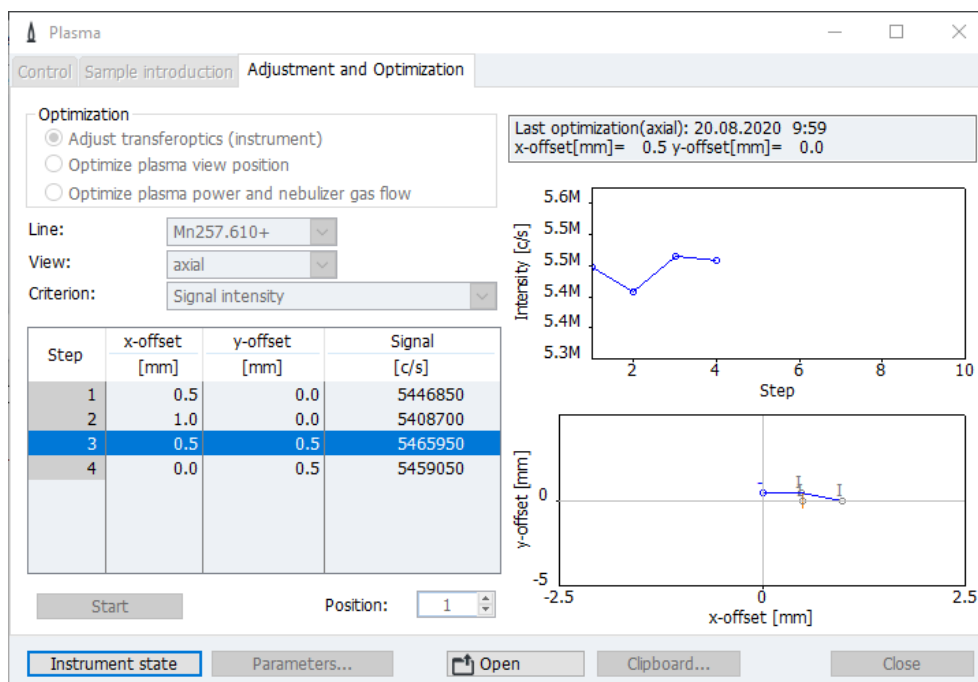 Plasma
Control Sample introduction Adjustment and Optimization
Optimization
Adjust transferoptics (instrument)
Optimize plasma view position
Optimize plasma power and nebulizer gas flow
Line: Mn257.610+
View: axial
Criterion: Signal intensity
Step x-offset y-offset Signal
[mm] [mm] [c/s]
1 0.5 0.0 5446850
2 1.0 0.0 5408700
3 0.5 0.5 5465950
4 0.0 0.5 5459050
Start Position: 1
Last optimization(axial): 20.08.2020 9:59
x-offset[mm]= 0.5 y-offset[mm]= 0.0
Intensity [c/s]
5.6M
5.5M
5.5M
5.4M
5.4M
5.3M
2 4 6 8 10
Step
y-offset [mm]
0
-5
-2.5 0 2.5
x-offset [mm]
Instrument state Parameters... Open Clipboard... Close